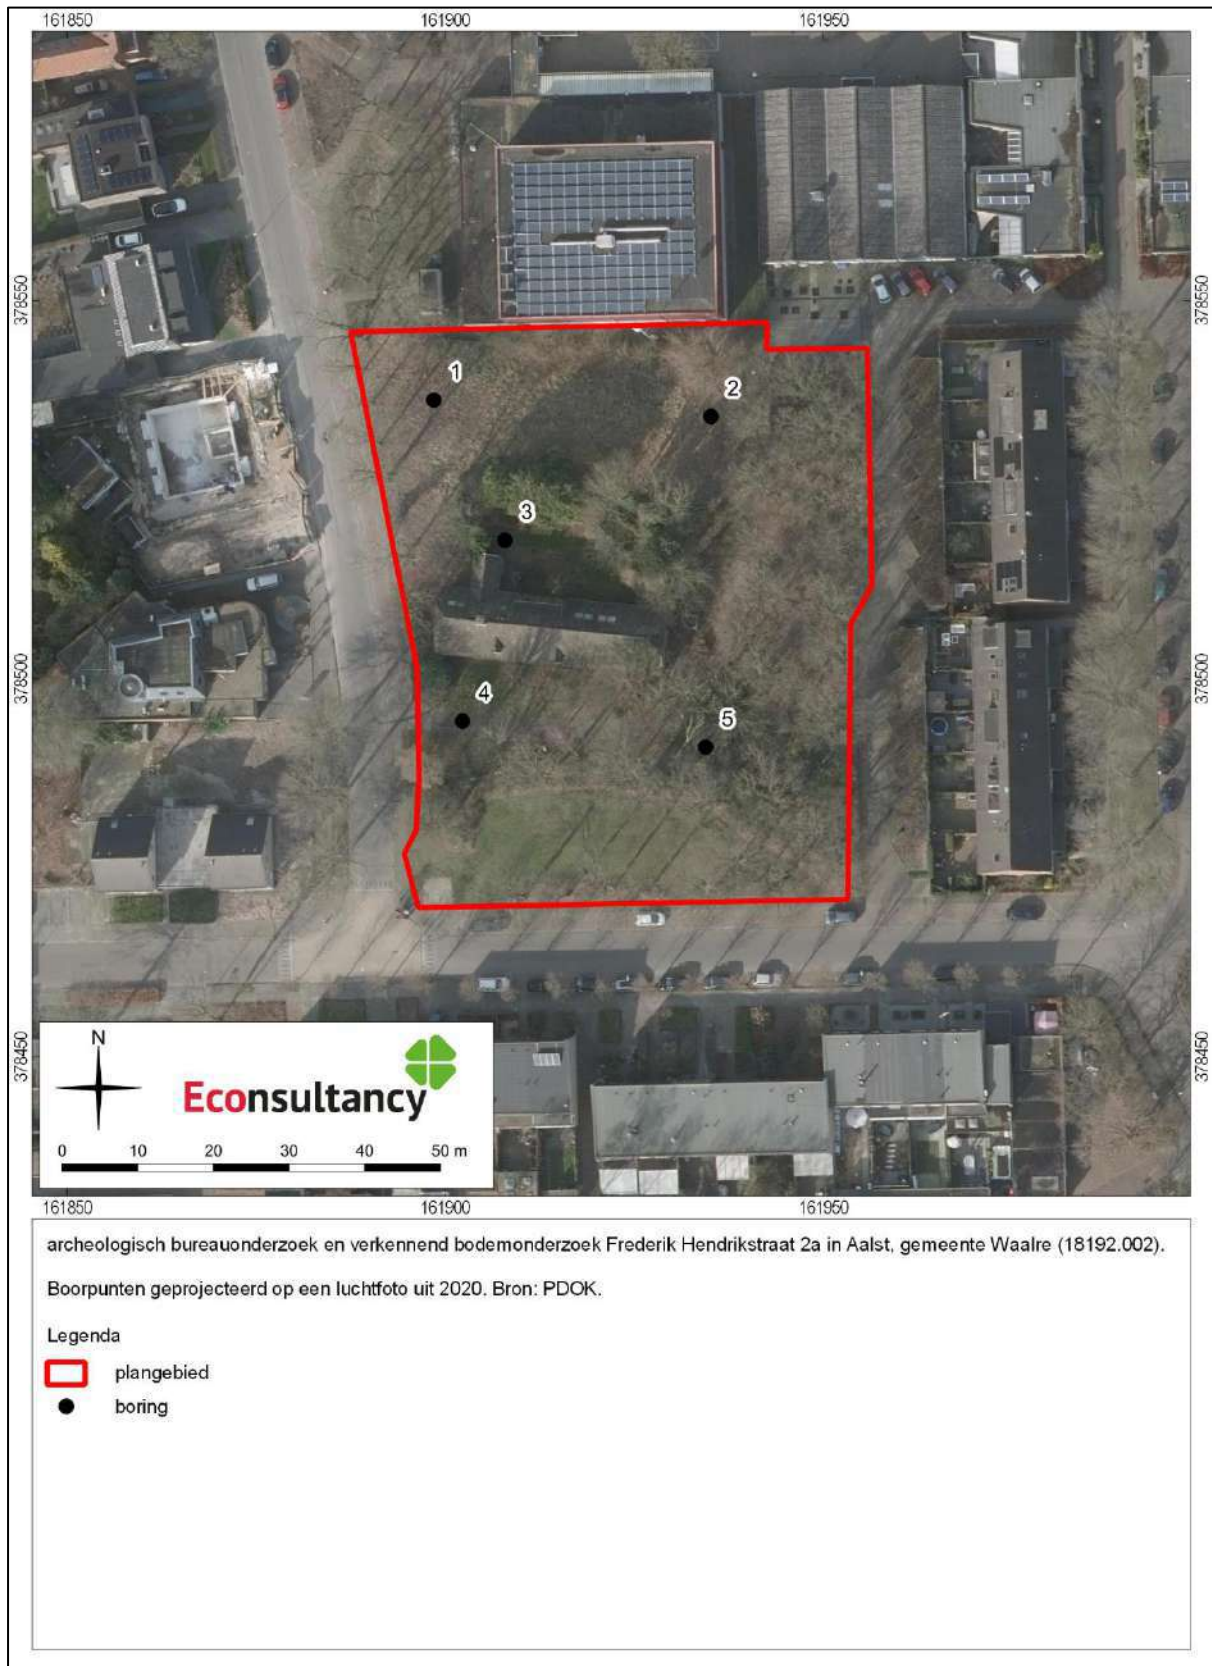 161850 161900 161950
378550 378550
1
2
3
378500 378500
4
5
378450 378450
N
Econsultancy
0 10 20 30 40 50 m
161850 161900 161950
archeologisch bureauonderzoek en verkennend bodemonderzoek Frederik Hendrikstraat 2a in Aalst, gemeente Waalre (18192.002).
Boorpunten geprojecteerd op een luchtfoto uit 2020. Bron: PDOK.
Legenda
plangebied
boring